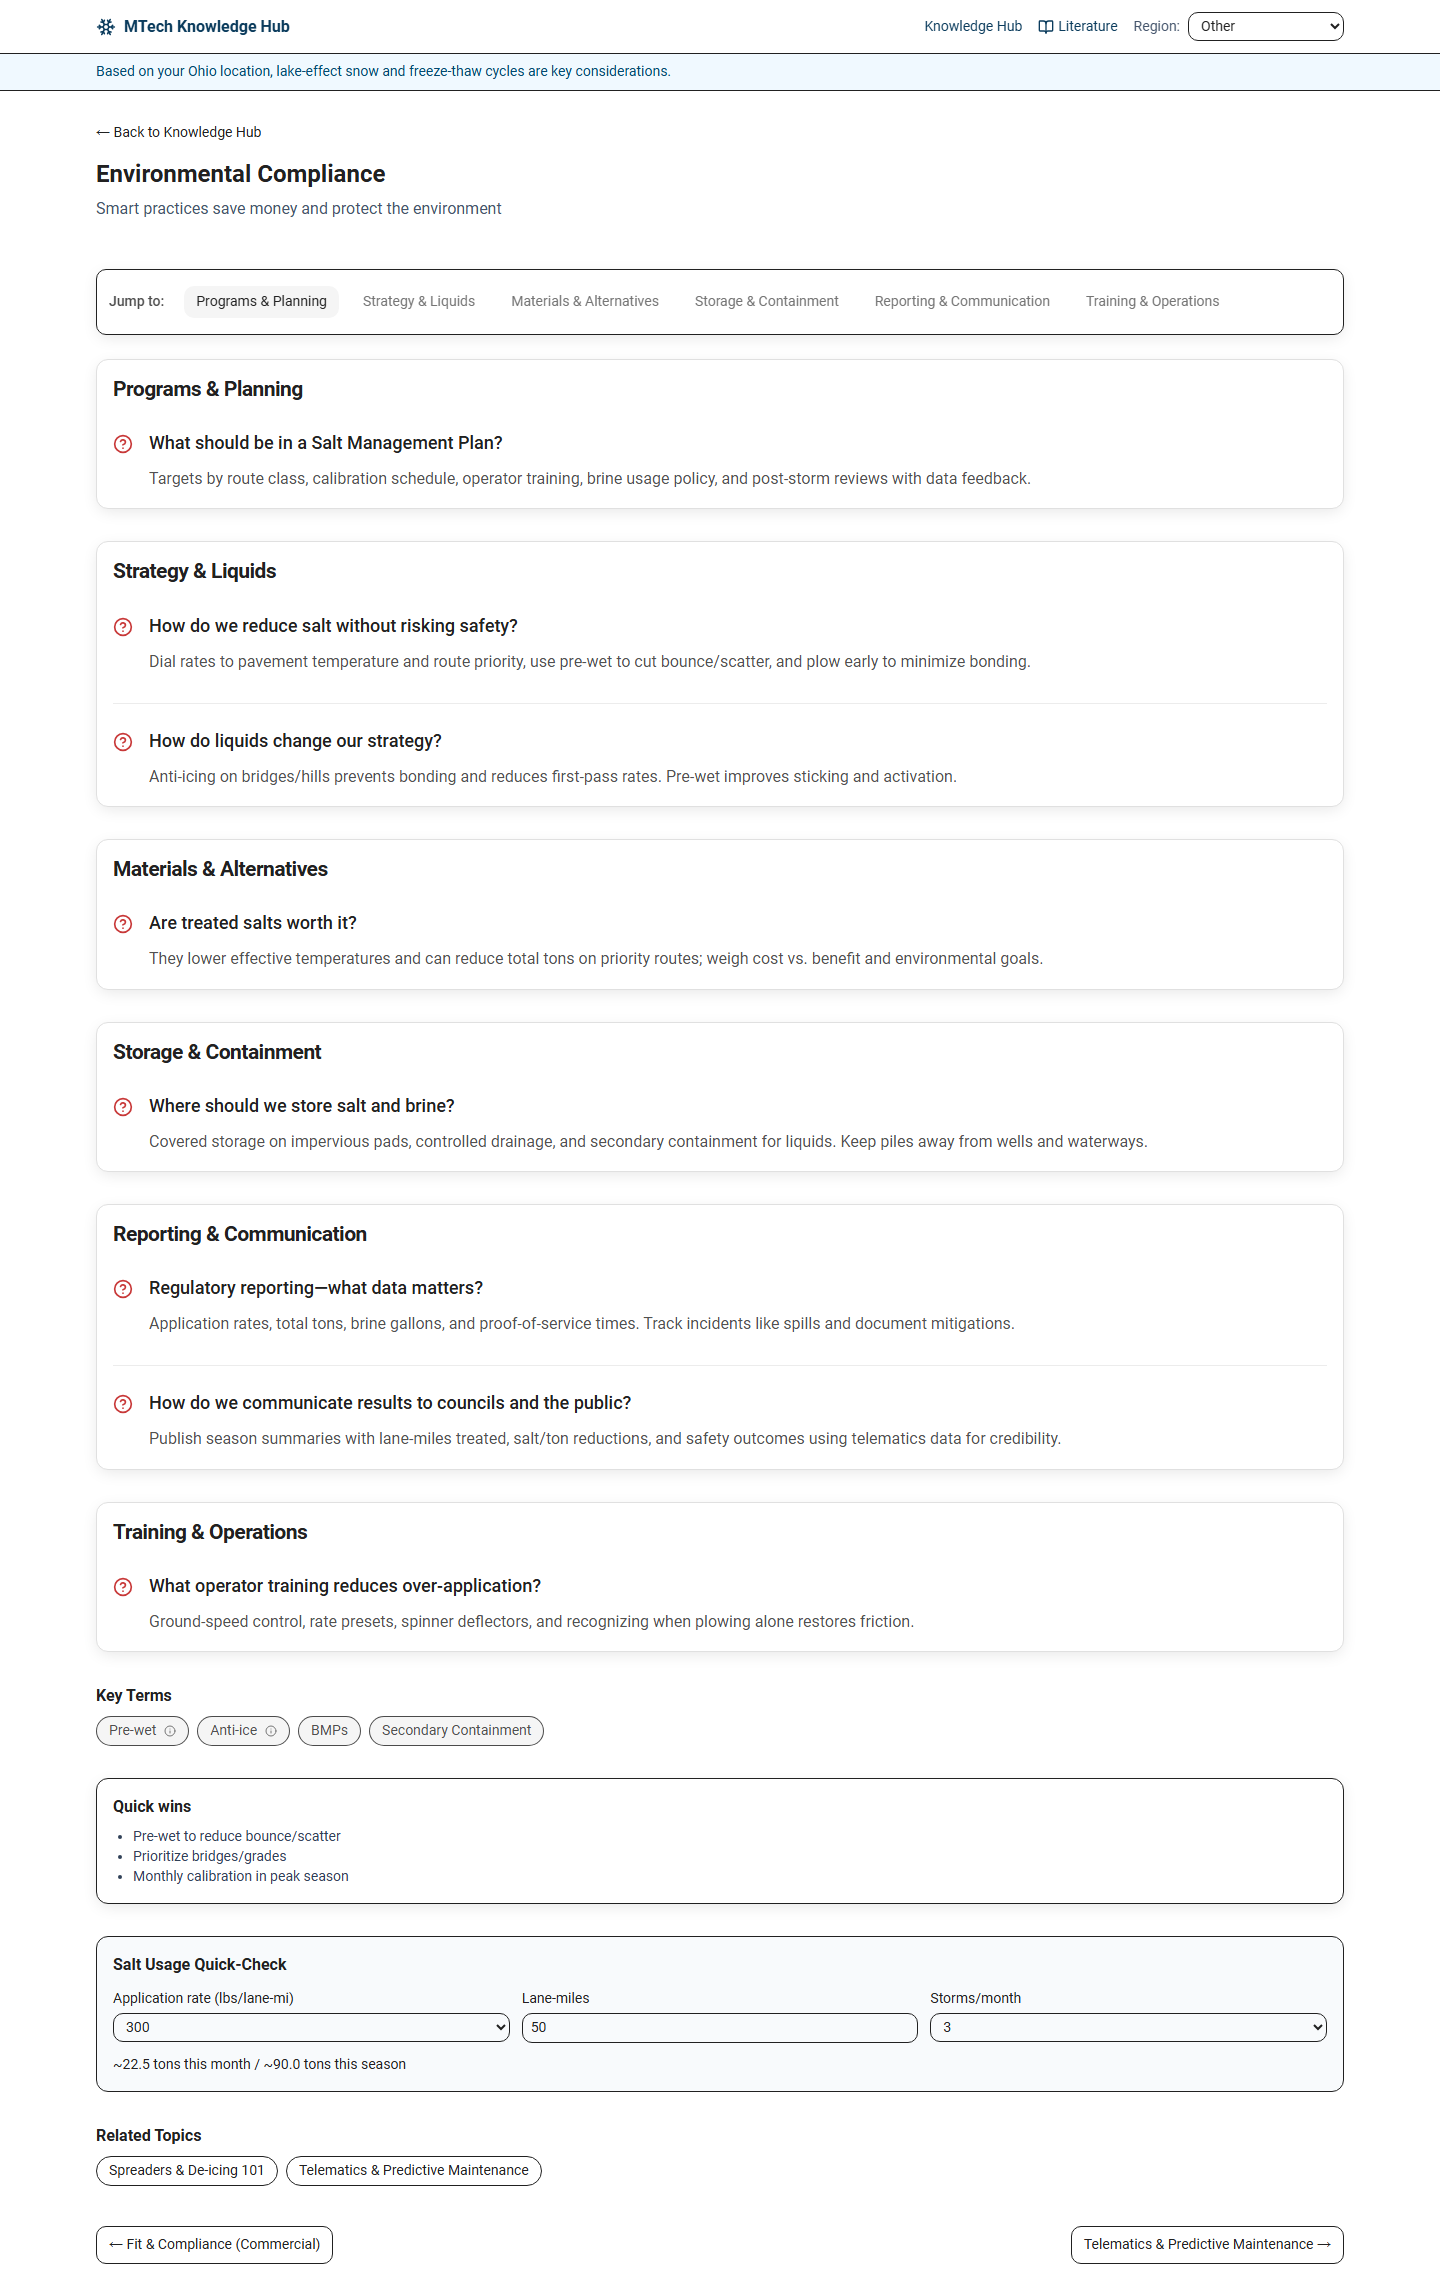 MTech Knowledge Hub
Knowledge Hub
Literature
Region:
Other
Based on your Ohio location, lake-effect snow and freeze-thaw cycles are key considerations.
← Back to Knowledge Hub
Environmental Compliance
Smart practices save money and protect the environment
Jump to:
Programs & Planning
Strategy & Liquids
Materials & Alternatives
Storage & Containment
Reporting & Communication
Training & Operations
Programs & Planning
What should be in a Salt Management Plan?
Targets by route class, calibration schedule, operator training, brine usage policy, and post-storm reviews with data feedback.
Strategy & Liquids
How do we reduce salt without risking safety?
Dial rates to pavement temperature and route priority, use pre-wet to cut bounce/scatter, and plow early to minimize bonding.
How do liquids change our strategy?
Anti-icing on bridges/hills prevents bonding and reduces first-pass rates. Pre-wet improves sticking and activation.
Materials & Alternatives
Are treated salts worth it?
They lower effective temperatures and can reduce total tons on priority routes; weigh cost vs. benefit and environmental goals.
Storage & Containment
Where should we store salt and brine?
Covered storage on impervious pads, controlled drainage, and secondary containment for liquids. Keep piles away from wells and waterways.
Reporting & Communication
Regulatory reporting—what data matters?
Application rates, total tons, brine gallons, and proof-of-service times. Track incidents like spills and document mitigations.
How do we communicate results to councils and the public?
Publish season summaries with lane-miles treated, salt/ton reductions, and safety outcomes using telematics data for credibility.
Training & Operations
What operator training reduces over-application?
Ground-speed control, rate presets, spinner deflectors, and recognizing when plowing alone restores friction.
Key Terms
Pre-wet
Anti-ice
BMPs
Secondary Containment
Quick wins
• Pre-wet to reduce bounce/scatter
• Prioritize bridges/grades
• Monthly calibration in peak season
Salt Usage Quick-Check
Application rate (lbs/lane-mi)
Lane-miles
Storms/month
300
50
3
~22.5 tons this month / ~90.0 tons this season
Related Topics
Spreaders & De-icing 101
Telematics & Predictive Maintenance
← Fit & Compliance (Commercial)
Telematics & Predictive Maintenance →